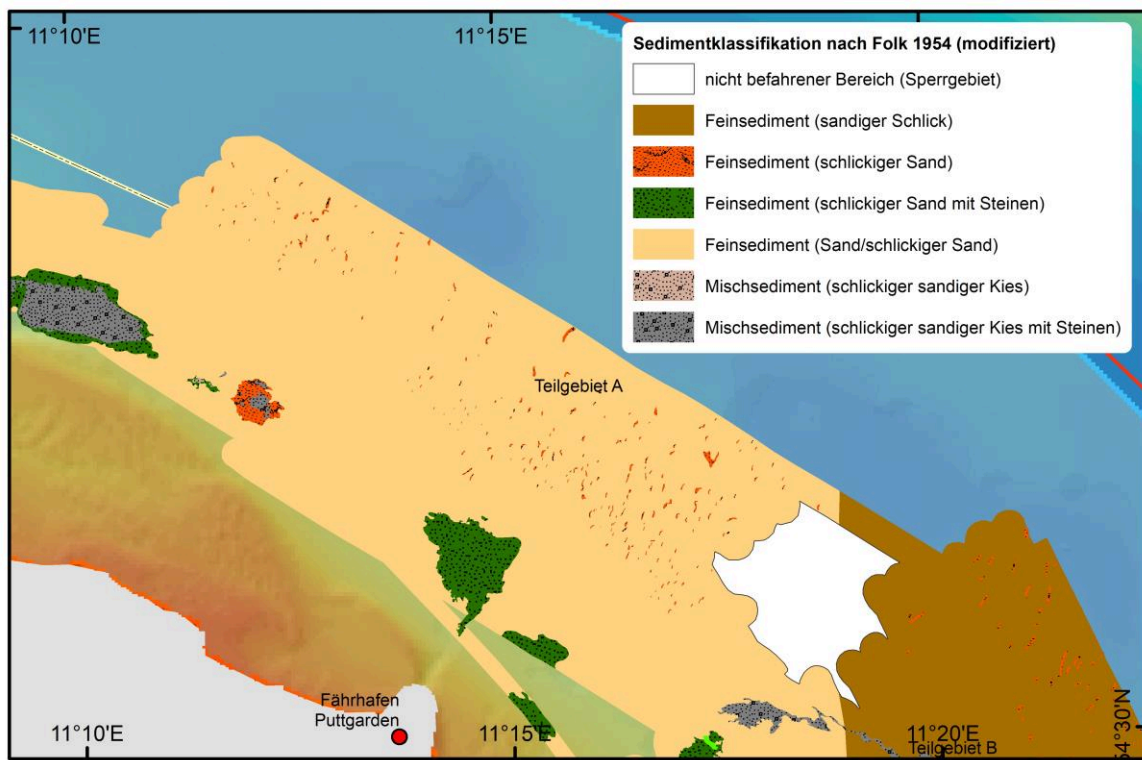 11°10'E
11°15'E
Sedimentklassifikation nach Folk 1954 (modifiziert)
nicht befahrener Bereich (Sperrgebiet)
Feinsediment (sandiger Schlick)
Feinsediment (schlickiger Sand)
Feinsediment (schlickiger Sand mit Steinen)
Feinsediment (Sand/schlickiger Sand)
Mischsediment (schlickiger sandiger Kies)
Mischsediment (schlickiger sandiger Kies mit Steinen)
Teilgebiet A
Fährhafen
Puttgarden
11°10'E
11°15'E
11°20'E
Teilgebiet B
54°30'N